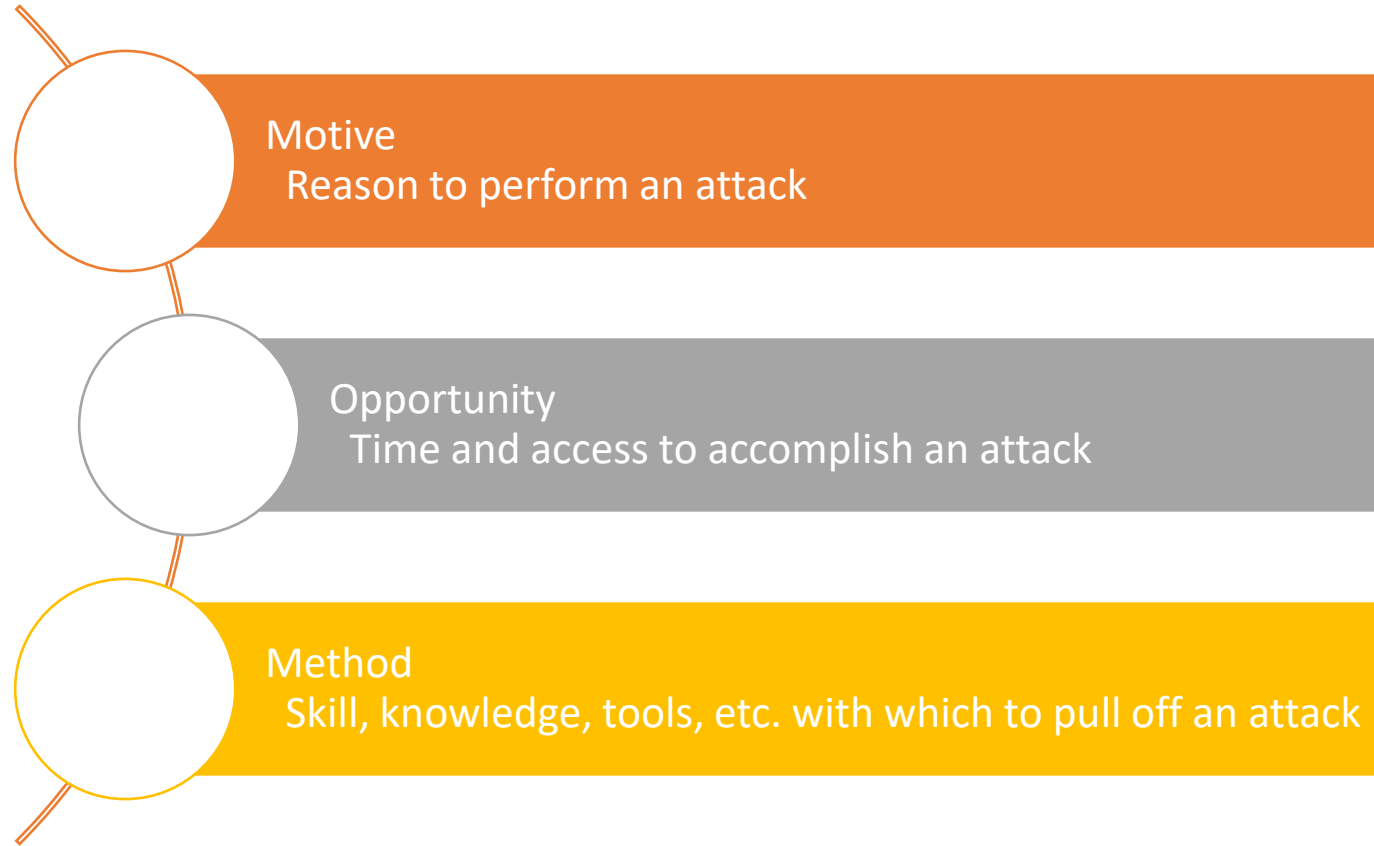 Motive
Reason to perform an attack
Opportunity
Time and access to accomplish an attack
Method
Skill, knowledge, tools, etc. with which to pull off an attack